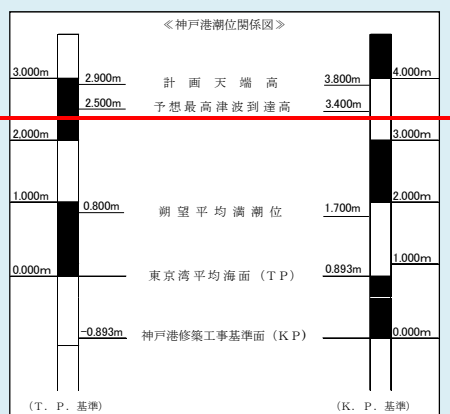 ≪神戸港潮位関係図≫
3.000m 2.900m 計画天端高 3.800m 4.000m
2.500m 予想最高津波到達高 3.400m
2.000m 3.000m
1.000m 0.800m 朔望平均満潮位 1.700m 2.000m
1.000m
0.000m 東京湾平均海面（TP） 0.893m
-0.893m 神戸港修築工事基準面（KP） 0.000m
（T．P．基準） （K．P．基準）